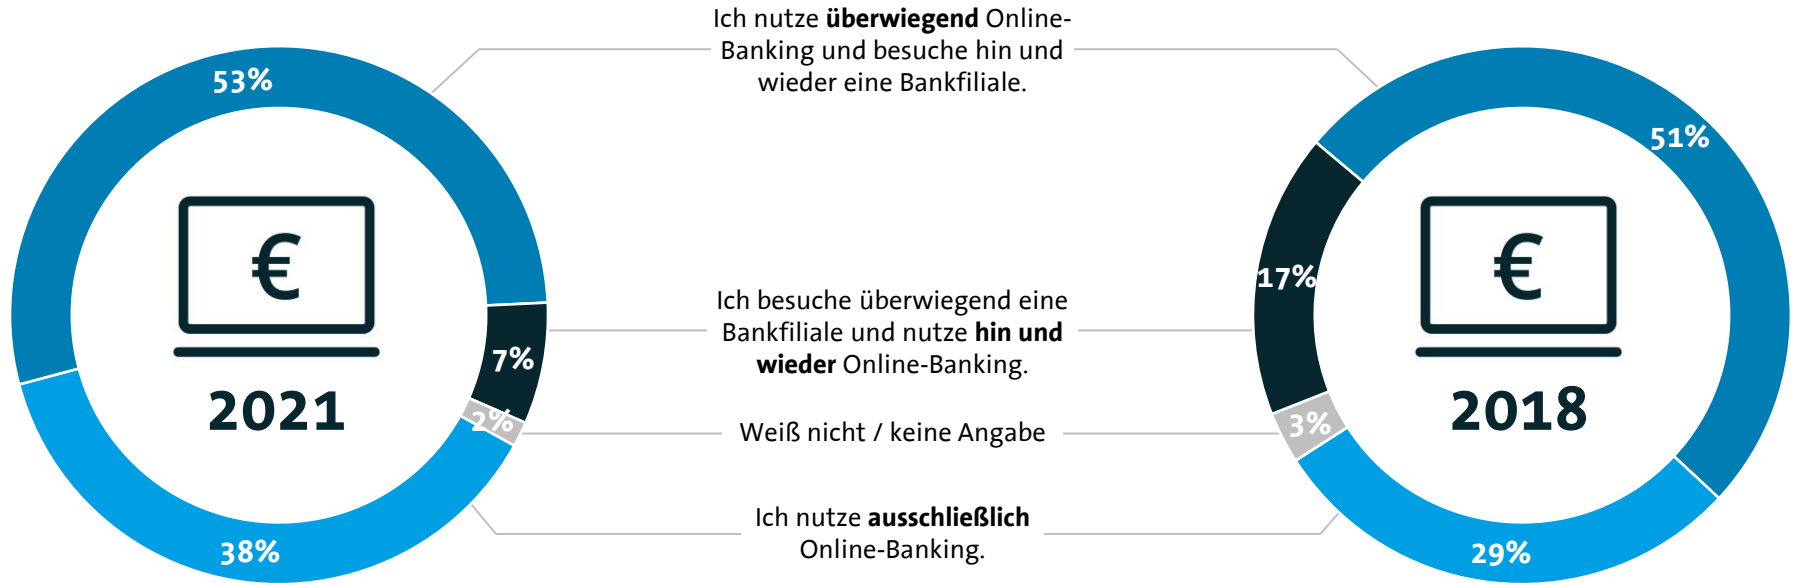 Ich nutze überwiegend Online-
Banking und besuche hin und
wieder eine Bankfiliale.
53%
51%
€
€
17%
Ich besuche überwiegend eine
Bankfiliale und nutze hin und
wieder Online-Banking.
7%
2021
2018
2%
Weiß nicht / keine Angabe
3%
Ich nutze ausschließlich
Online-Banking.
38%
29%